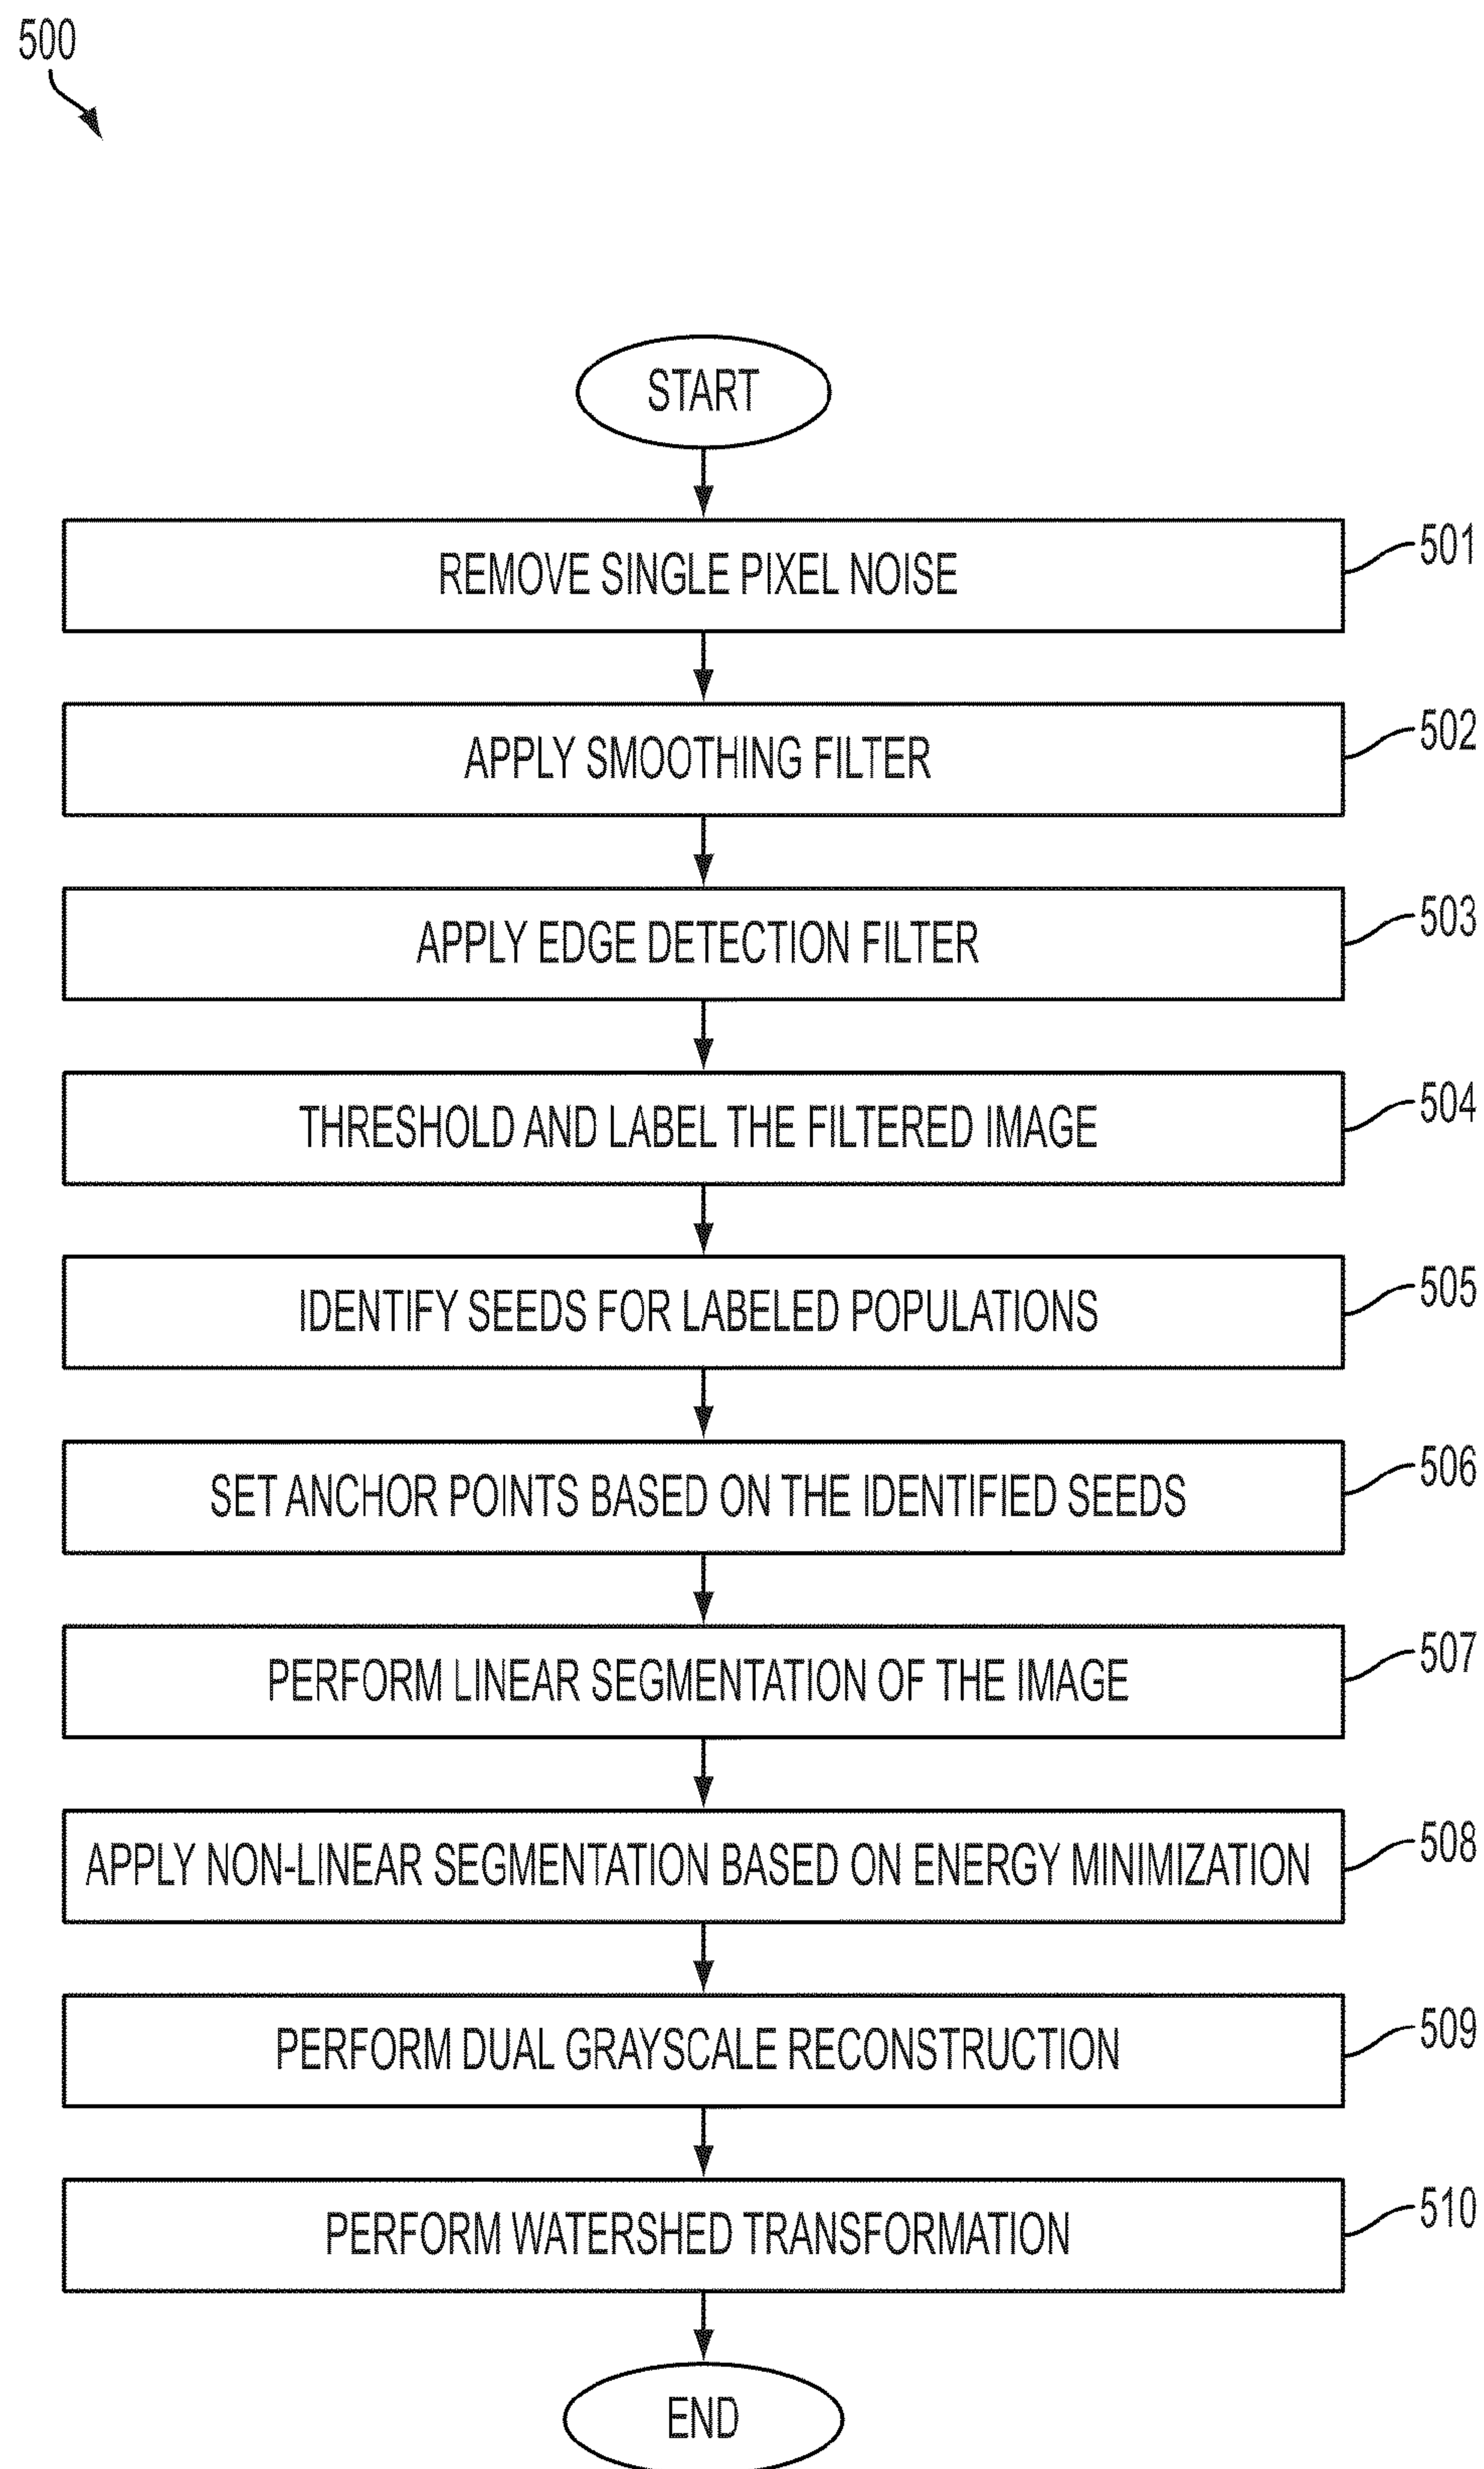 500
START
REMOVE SINGLE PIXEL NOISE
501
APPLY SMOOTHING FILTER
502
APPLY EDGE DETECTION FILTER
503
THRESHOLD AND LABEL THE FILTERED IMAGE
504
IDENTIFY SEEDS FOR LABELED POPULATIONS
505
SET ANCHOR POINTS BASED ON THE IDENTIFIED SEEDS
506
PERFORM LINEAR SEGMENTATION OF THE IMAGE
507
APPLY NON-LINEAR SEGMENTATION BASED ON ENERGY MINIMIZATION
508
PERFORM DUAL GRAYSCALE RECONSTRUCTION
509
PERFORM WATERSHED TRANSFORMATION
510
END